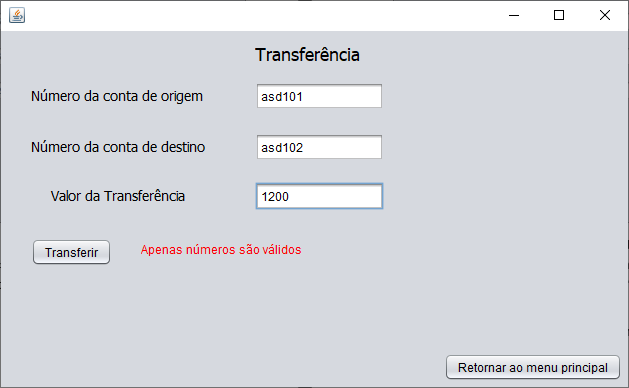 Transferência
Número da conta de origem asd101
Número da conta de destino asd102
Valor da Transferência 1200
Transferir Apenas números são válidos
Retornar ao menu principal